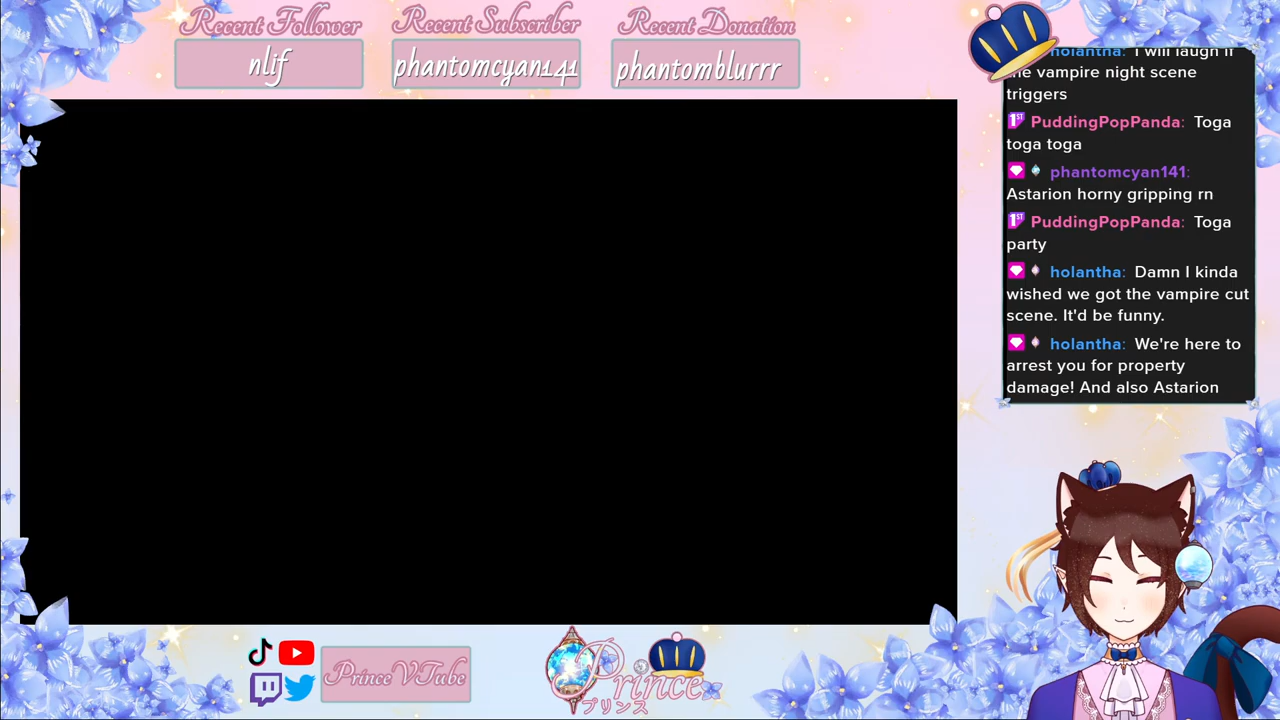 Recent Follower
Recent Subscriber
Recent Donation
nlif
phantomcyan141
phantomblurrr
holantha: I will laugh if
the vampire night scene
triggers
1ST PuddingPopPanda: Toga
toga toga
phantomcyan141:
Astarion horny gripping rn
1ST PuddingPopPanda: Toga
party
holantha: Damn I kinda
wished we got the vampire cut
scene. It'd be funny.
holantha: We're here to
arrest you for property
damage! And also Astarion
Prince VTube
Prince
プリンス